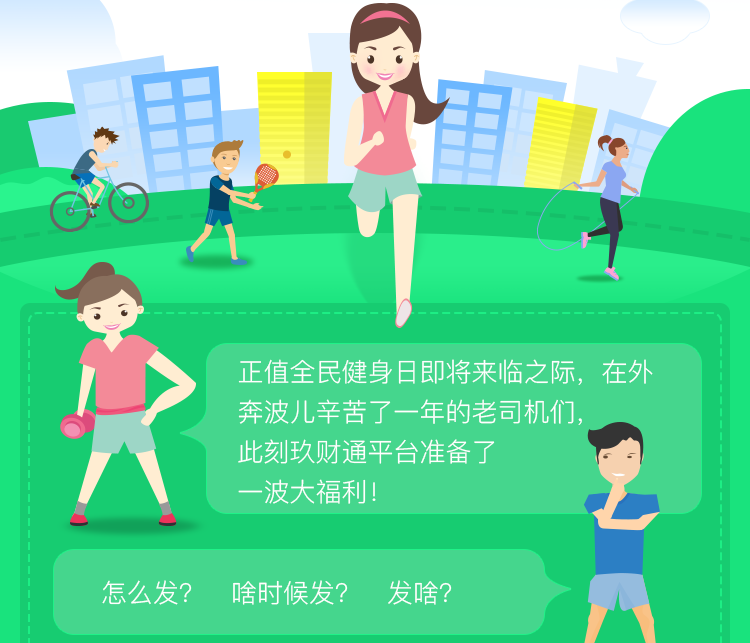 正值全民健身日即将来临之际，在外
奔波儿辛苦了一年的老司机们，
此刻玖财通平台准备了
一波大福利！
怎么发？ 啥时候发？ 发啥？